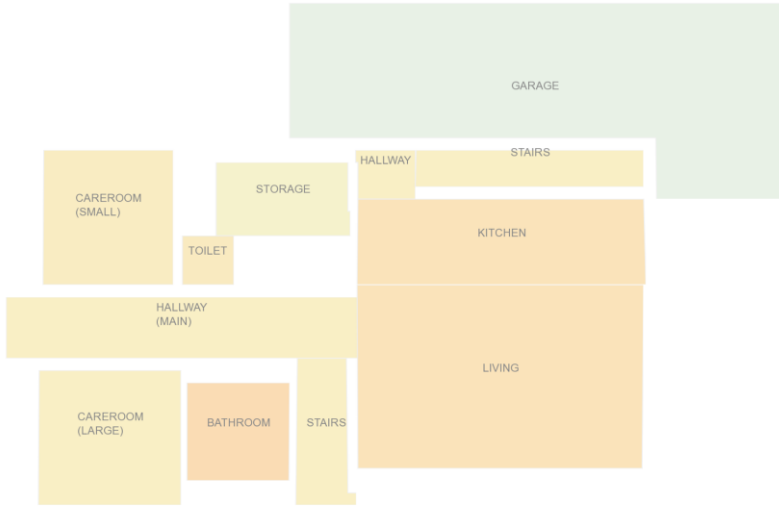 GARAGE
STAIRS
HALLWAY
STORAGE
CAREROOM
(SMALL)
KITCHEN
TOILET
HALLWAY
(MAIN)
LIVING
CAREROOM
(LARGE)
BATHROOM
STAIRS